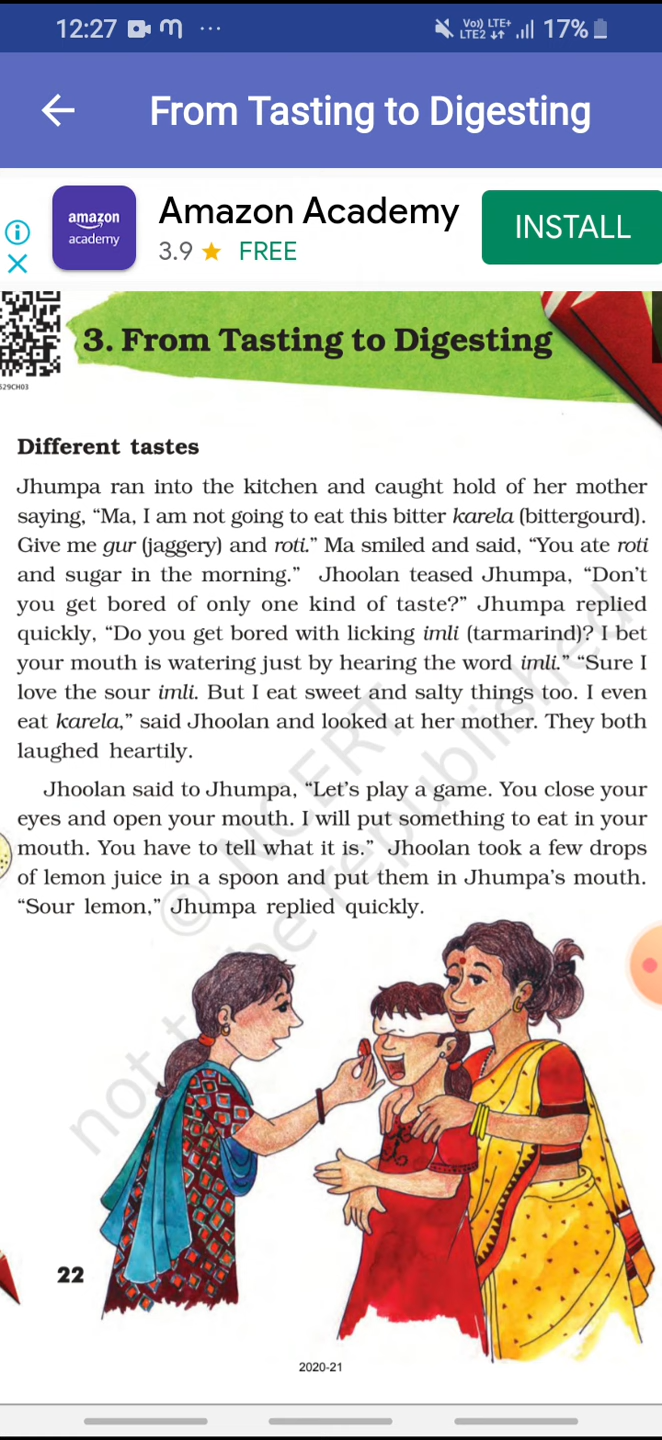 12:27 m ...
Vo)) LTE+
LTE2 17%
From Tasting to Digesting
amazon
academy
Amazon Academy
3.9 ★ FREE
INSTALL
3. From Tasting to Digesting
529CH03
Different tastes
Jhumpa ran into the kitchen and caught hold of her mother
saying, “Ma, I am not going to eat this bitter karela (bittergourd).
Give me gur (jaggery) and roti.” Ma smiled and said, “You ate roti
and sugar in the morning.” Jhoolan teased Jhumpa, “Don’t
you get bored of only one kind of taste?” Jhumpa replied
quickly, “Do you get bored with licking imli (tarmarind)? I bet
your mouth is watering just by hearing the word imli.” “Sure I
love the sour imli. But I eat sweet and salty things too. I even
eat karela,” said Jhoolan and looked at her mother. They both
laughed heartily.
Jhoolan said to Jhumpa, “Let’s play a game. You close your
eyes and open your mouth. I will put something to eat in your
mouth. You have to tell what it is.” Jhoolan took a few drops
of lemon juice in a spoon and put them in Jhumpa’s mouth.
“Sour lemon,” Jhumpa replied quickly.
© NCERT
not to be republished
22
2020-21